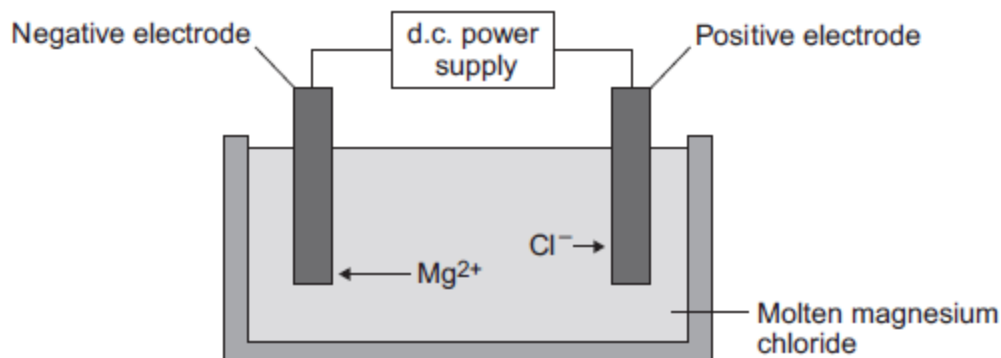 Negative electrode
d.c. power
supply
Positive electrode
Cl⁻
Mg²⁺
Molten magnesium
chloride